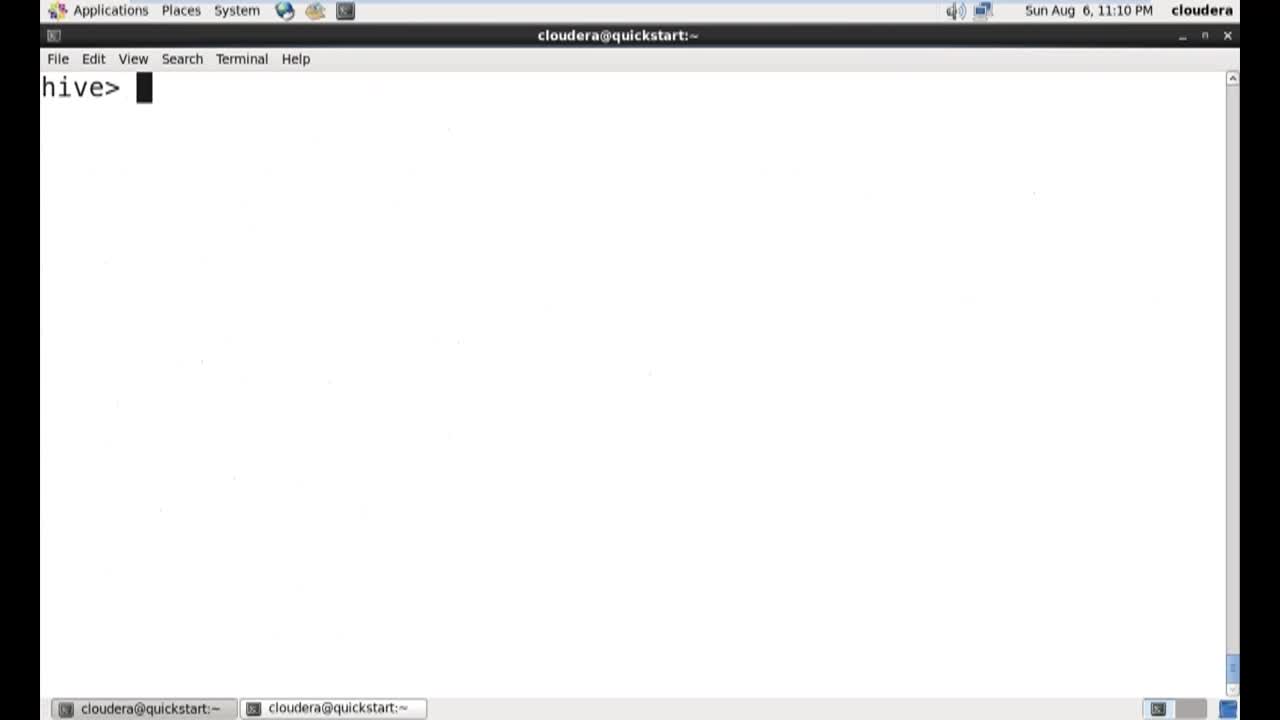 Applications Places System Sun Aug 6, 11:10 PM cloudera
cloudera@quickstart:~
File Edit View Search Terminal Help
hive>
cloudera@quickstart:~ cloudera@quickstart:~